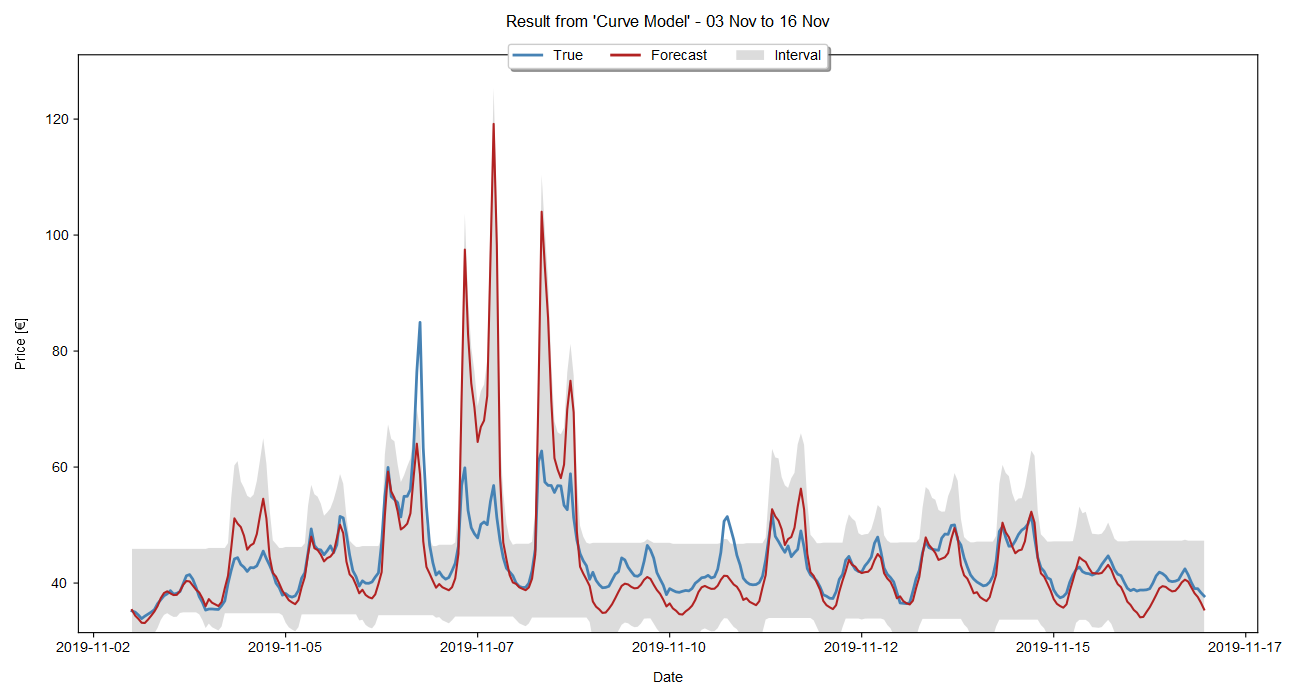 Result from 'Curve Model' - 03 Nov to 16 Nov
True Forecast Interval
120
100
80
60
40
Price [€]
2019-11-02 2019-11-05 2019-11-07 2019-11-10 2019-11-12 2019-11-15 2019-11-17
Date